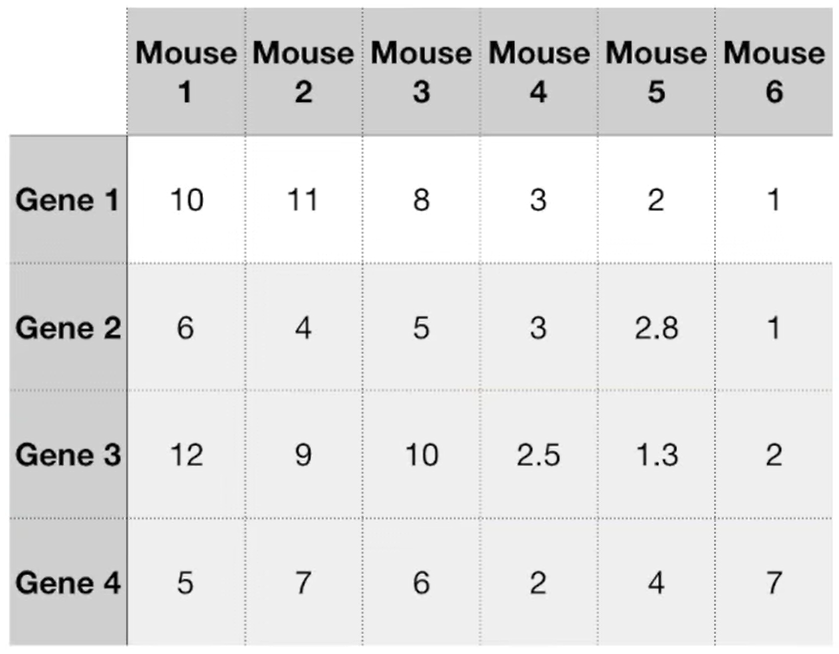 Mouse 1 Mouse 2 Mouse 3 Mouse 4 Mouse 5 Mouse 6
Gene 1 10 11 8 3 2 1
Gene 2 6 4 5 3 2.8 1
Gene 3 12 9 10 2.5 1.3 2
Gene 4 5 7 6 2 4 7